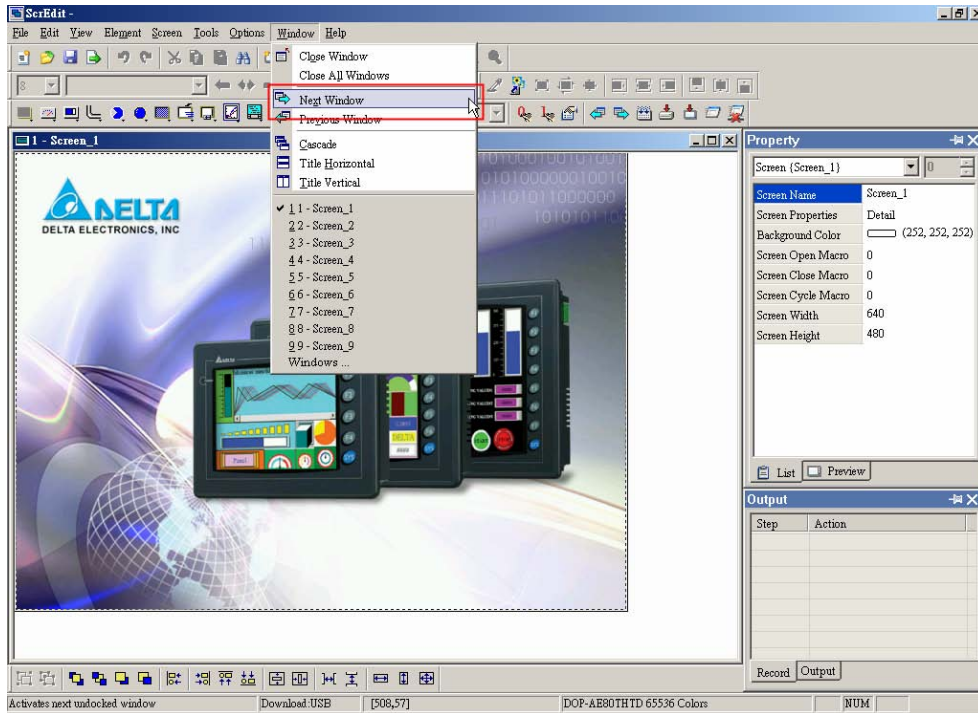 ScrEdit -
File Edit View Element Screen Tools Options Window Help
8
Close Window
Close All Windows
Next Window
Previous Window
Cascade
Title Horizontal
Title Vertical
1 1 - Screen_1
2 2 - Screen_2
3 3 - Screen_3
4 4 - Screen_4
5 5 - Screen_5
6 6 - Screen_6
7 7 - Screen_7
8 8 - Screen_8
9 9 - Screen_9
Windows ...
1 - Screen_1
DELTA
DELTA ELECTRONICS, INC
Property
Screen {Screen_1} 0
Screen Name Screen_1
Screen Properties Detail
Background Color (252, 252, 252)
Screen Open Macro 0
Screen Close Macro 0
Screen Cycle Macro 0
Screen Width 640
Screen Height 480
List Preview
Output
Step Action
Record Output
Activates next undocked window Download:USB [508,57] DOP-AE80THTD 65536 Colors NUM